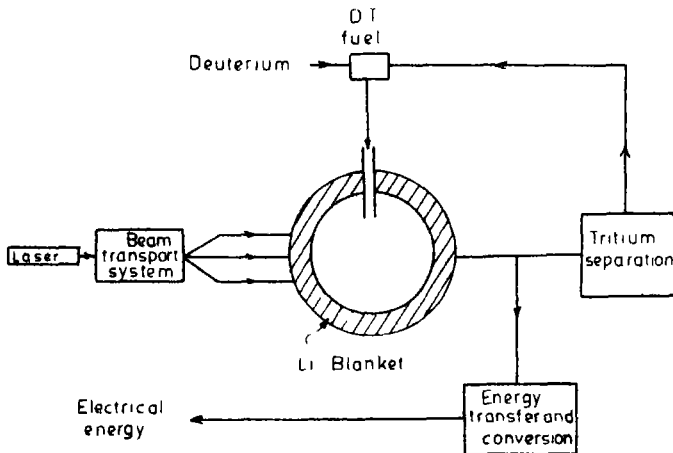 DT
fuel
Deuterium
Laser
Beam
transport
system
Tritium
separation
Li Blanket
Electrical
energy
Energy
transfer and
conversion